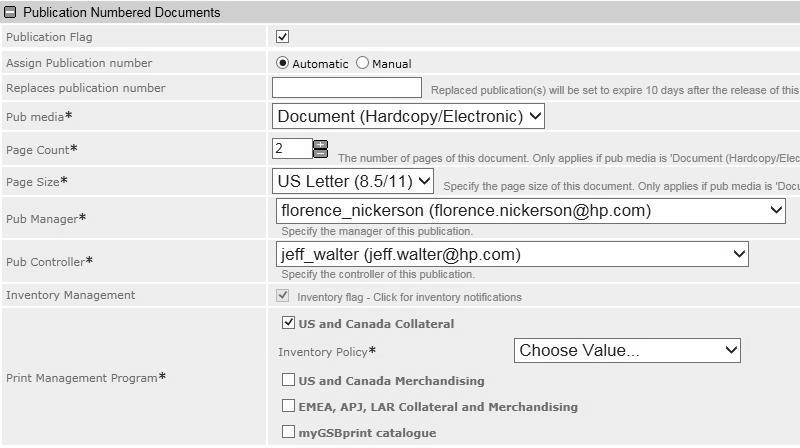 Publication Numbered Documents
Publication Flag
Assign Publication number Automatic Manual
Replaces publication number Replaced publication(s) will be set to expire 10 days after the release of this
Pub media* Document (Hardcopy/Electronic)
Page Count* 2 The number of pages of this document. Only applies if pub media is 'Document (Hardcopy/Elec
Page Size* US Letter (8.5/11) Specify the page size of this document. Only applies if pub media is 'Docu
Pub Manager* florence_nickerson (florence.nickerson@hp.com)
Specify the manager of this publication.
Pub Controller* jeff_walter (jeff.walter@hp.com)
Specify the controller of this publication.
Inventory Management Inventory flag - Click for inventory notifications
Print Management Program*
US and Canada Collateral
Inventory Policy* Choose Value...
US and Canada Merchandising
EMEA, APJ, LAR Collateral and Merchandising
myGSBprint catalogue